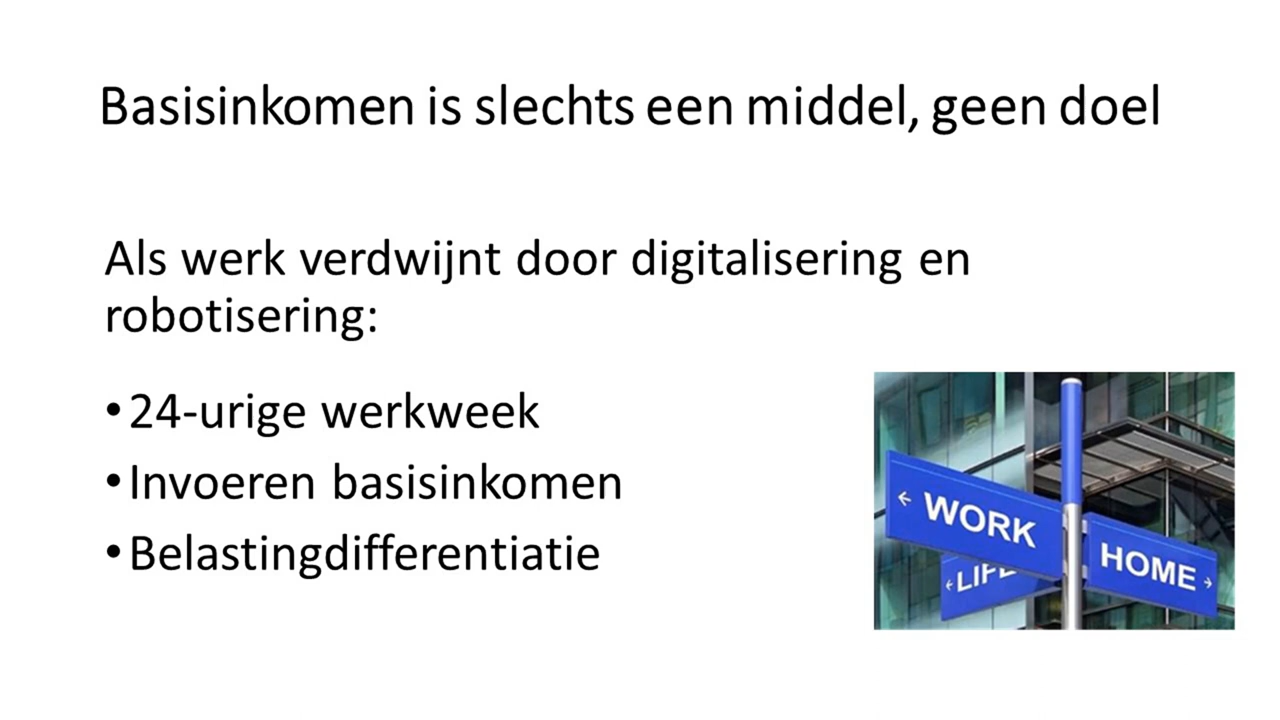 Basisinkomen is slechts een middel, geen doel
Als werk verdwijnt door digitalisering en
robotisering:
•24-urige werkweek
•Invoeren basisinkomen
•Belastingdifferentiatie
← WORK
HOME →
← LIFE